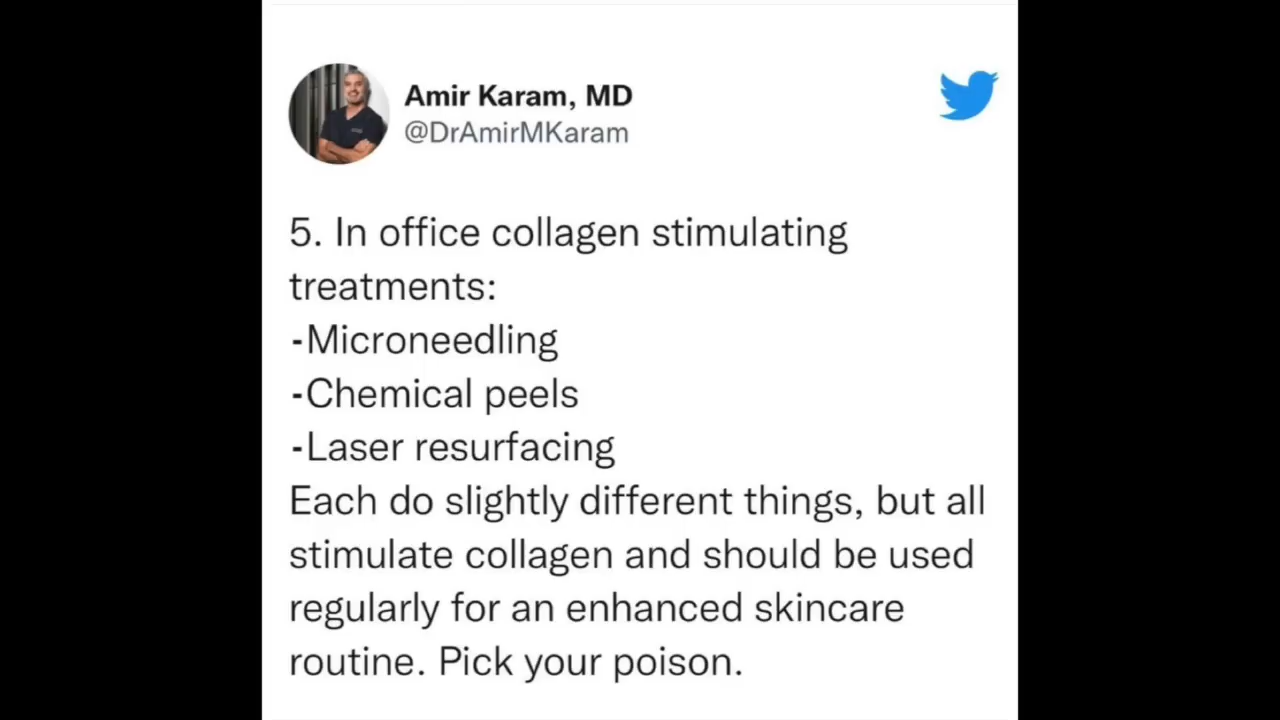 Amir Karam, MD
@DrAmirMKaram
5. In office collagen stimulating
treatments:
-Microneedling
-Chemical peels
-Laser resurfacing
Each do slightly different things, but all
stimulate collagen and should be used
regularly for an enhanced skincare
routine. Pick your poison.